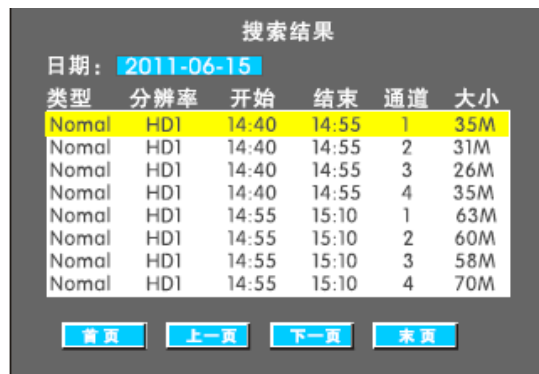 搜索结果
日期： 2011-06-15
类型 分辨率 开始 结束 通道 大小
Nomal HD1 14:40 14:55 1 35M
Nomal HD1 14:40 14:55 2 31M
Nomal HD1 14:40 14:55 3 26M
Nomal HD1 14:40 14:55 4 35M
Nomal HD1 14:55 15:10 1 63M
Nomal HD1 14:55 15:10 2 60M
Nomal HD1 14:55 15:10 3 58M
Nomal HD1 14:55 15:10 4 70M
首页 上一页 下一页 末页